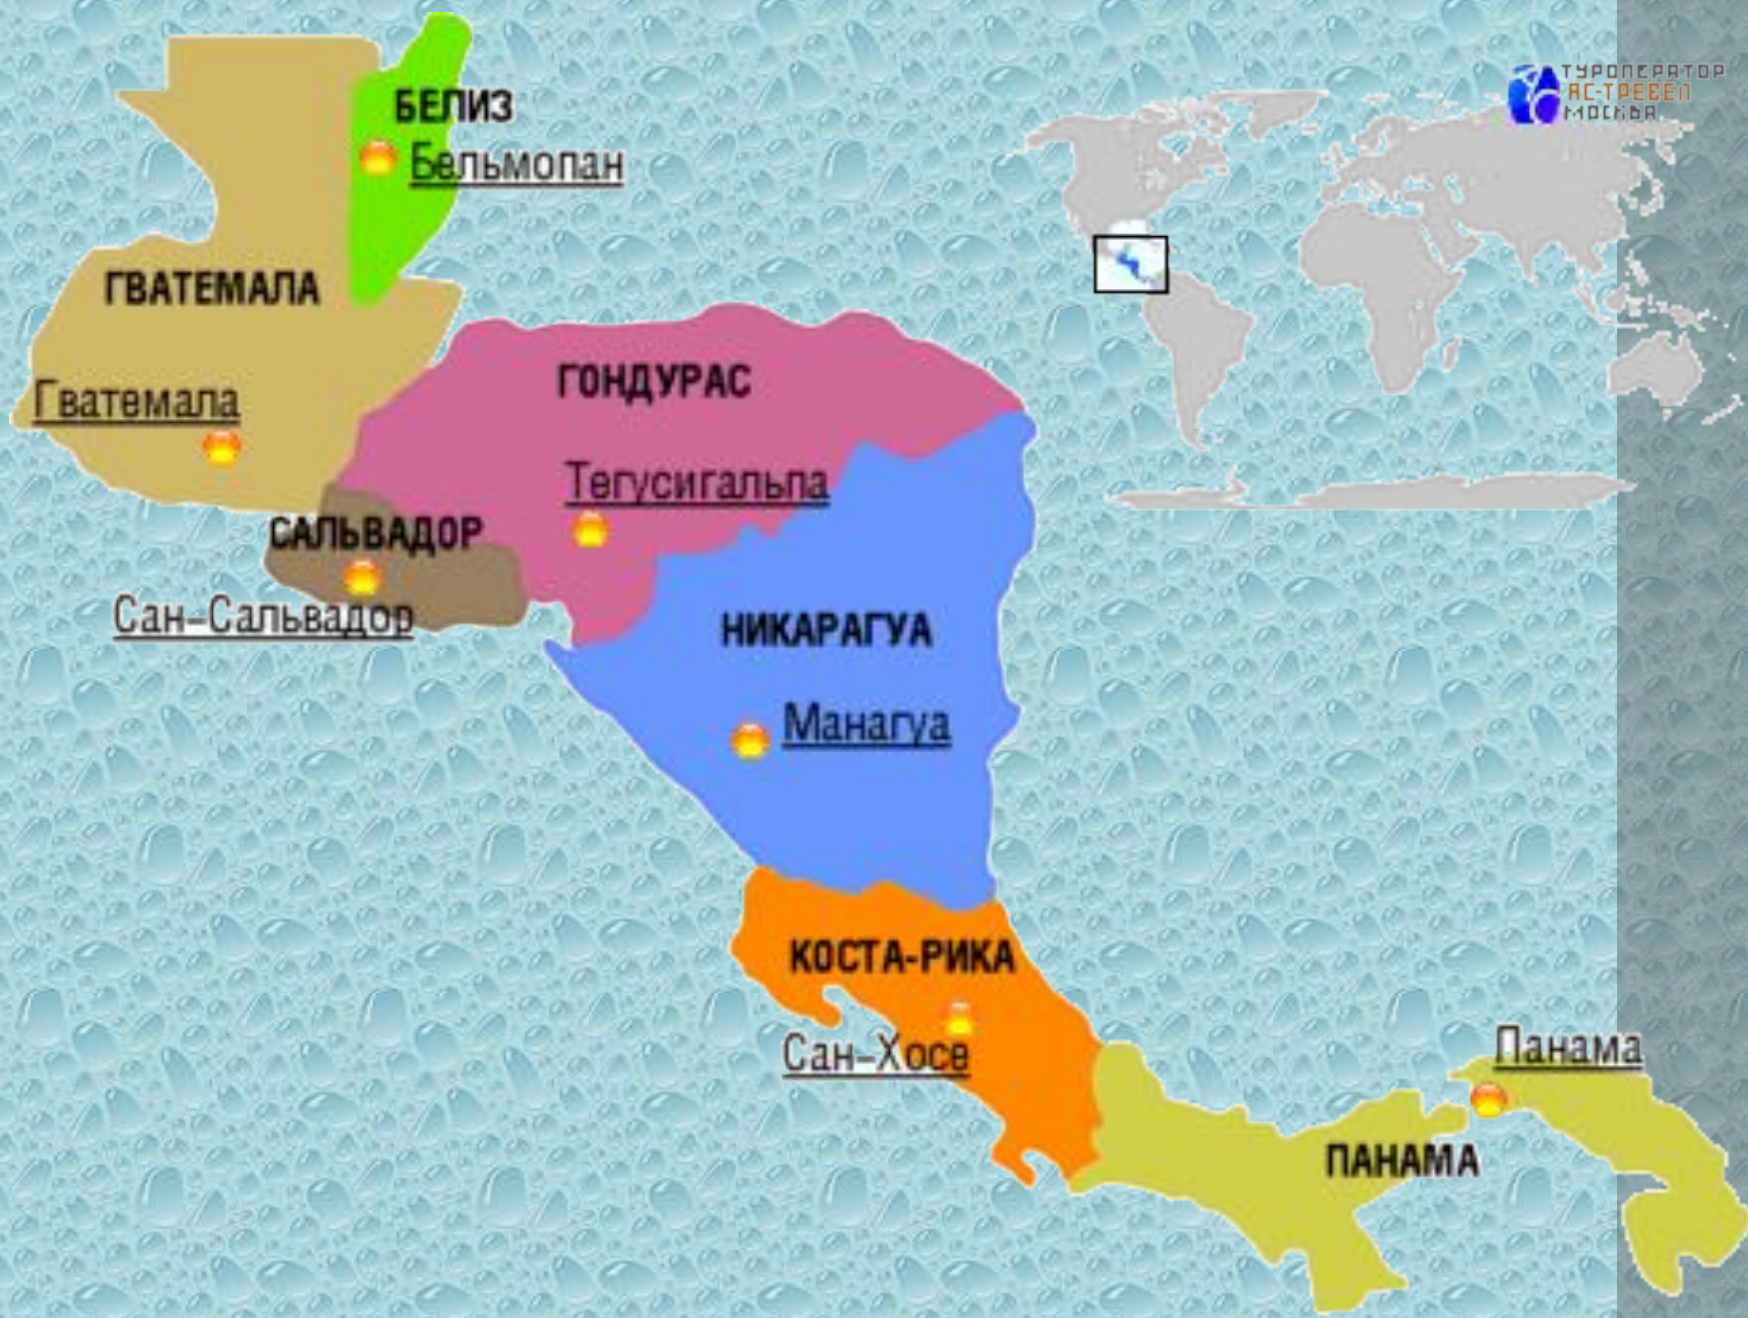 ТУРОПЕРАТОР
АС-ТРЕВЕЛ
МОСКВА
БЕЛИЗ
Бельмопан
ГВАТЕМАЛА
Гватемала
ГОНДУРАС
Тегусигальпа
САЛЬВАДОР
Сан-Сальвадор
НИКАРАГУА
Манагуа
КОСТА-РИКА
Сан-Хосе
Панама
ПАНАМА